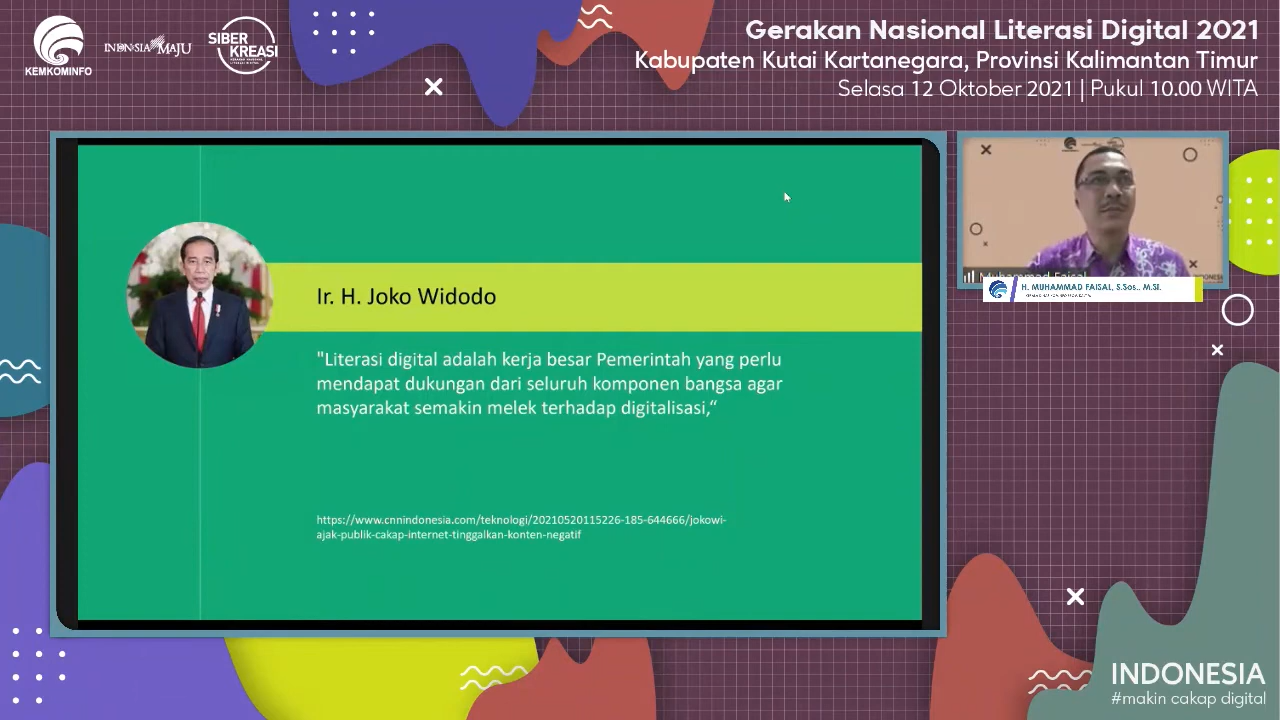 KEMKOMINFO
INDONESIA MAJU
SIBER
KREASI
Gerakan Nasional Literasi Digital 2021
Kabupaten Kutai Kartanegara, Provinsi Kalimantan Timur
Selasa 12 Oktober 2021 | Pukul 10.00 WITA
Ir. H. Joko Widodo
"Literasi digital adalah kerja besar Pemerintah yang perlu
mendapat dukungan dari seluruh komponen bangsa agar
masyarakat semakin melek terhadap digitalisasi,“
https://www.cnnindonesia.com/teknologi/20210520115226-185-644666/jokowi-
ajak-publik-cakap-internet-tinggalkan-konten-negatif
Muhammad Faisal
H. MUHAMMAD FAISAL, S.Sos., M.SI.
INDONESIA
#makin cakap digital